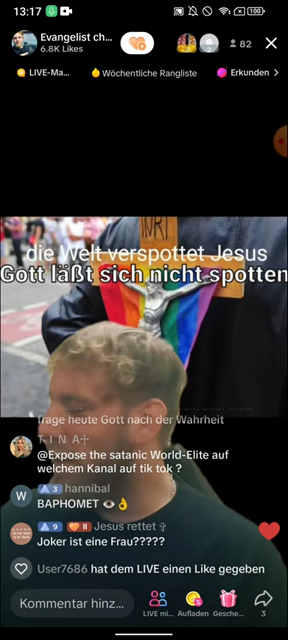 13:17
100
Evangelist ch...
6.8K Likes
82
LIVE-Ma...
Wöchentliche Rangliste
Erkunden >
INRI
die Welt verspottet Jesus
Gott läßt sich nicht spotten
frage heute Gott nach der Wahrheit
T I N A
@Expose the satanic World-Elite auf
welchem Kanal auf tik tok ?
W
3 hannibal
BAPHOMET 👁️👌
9 II Jesus rettet ✞
Joker ist eine Frau?????
User7686 hat dem LIVE einen Like gegeben
Kommentar hinz...
LIVE mi...
Aufladen
Gesche...
3